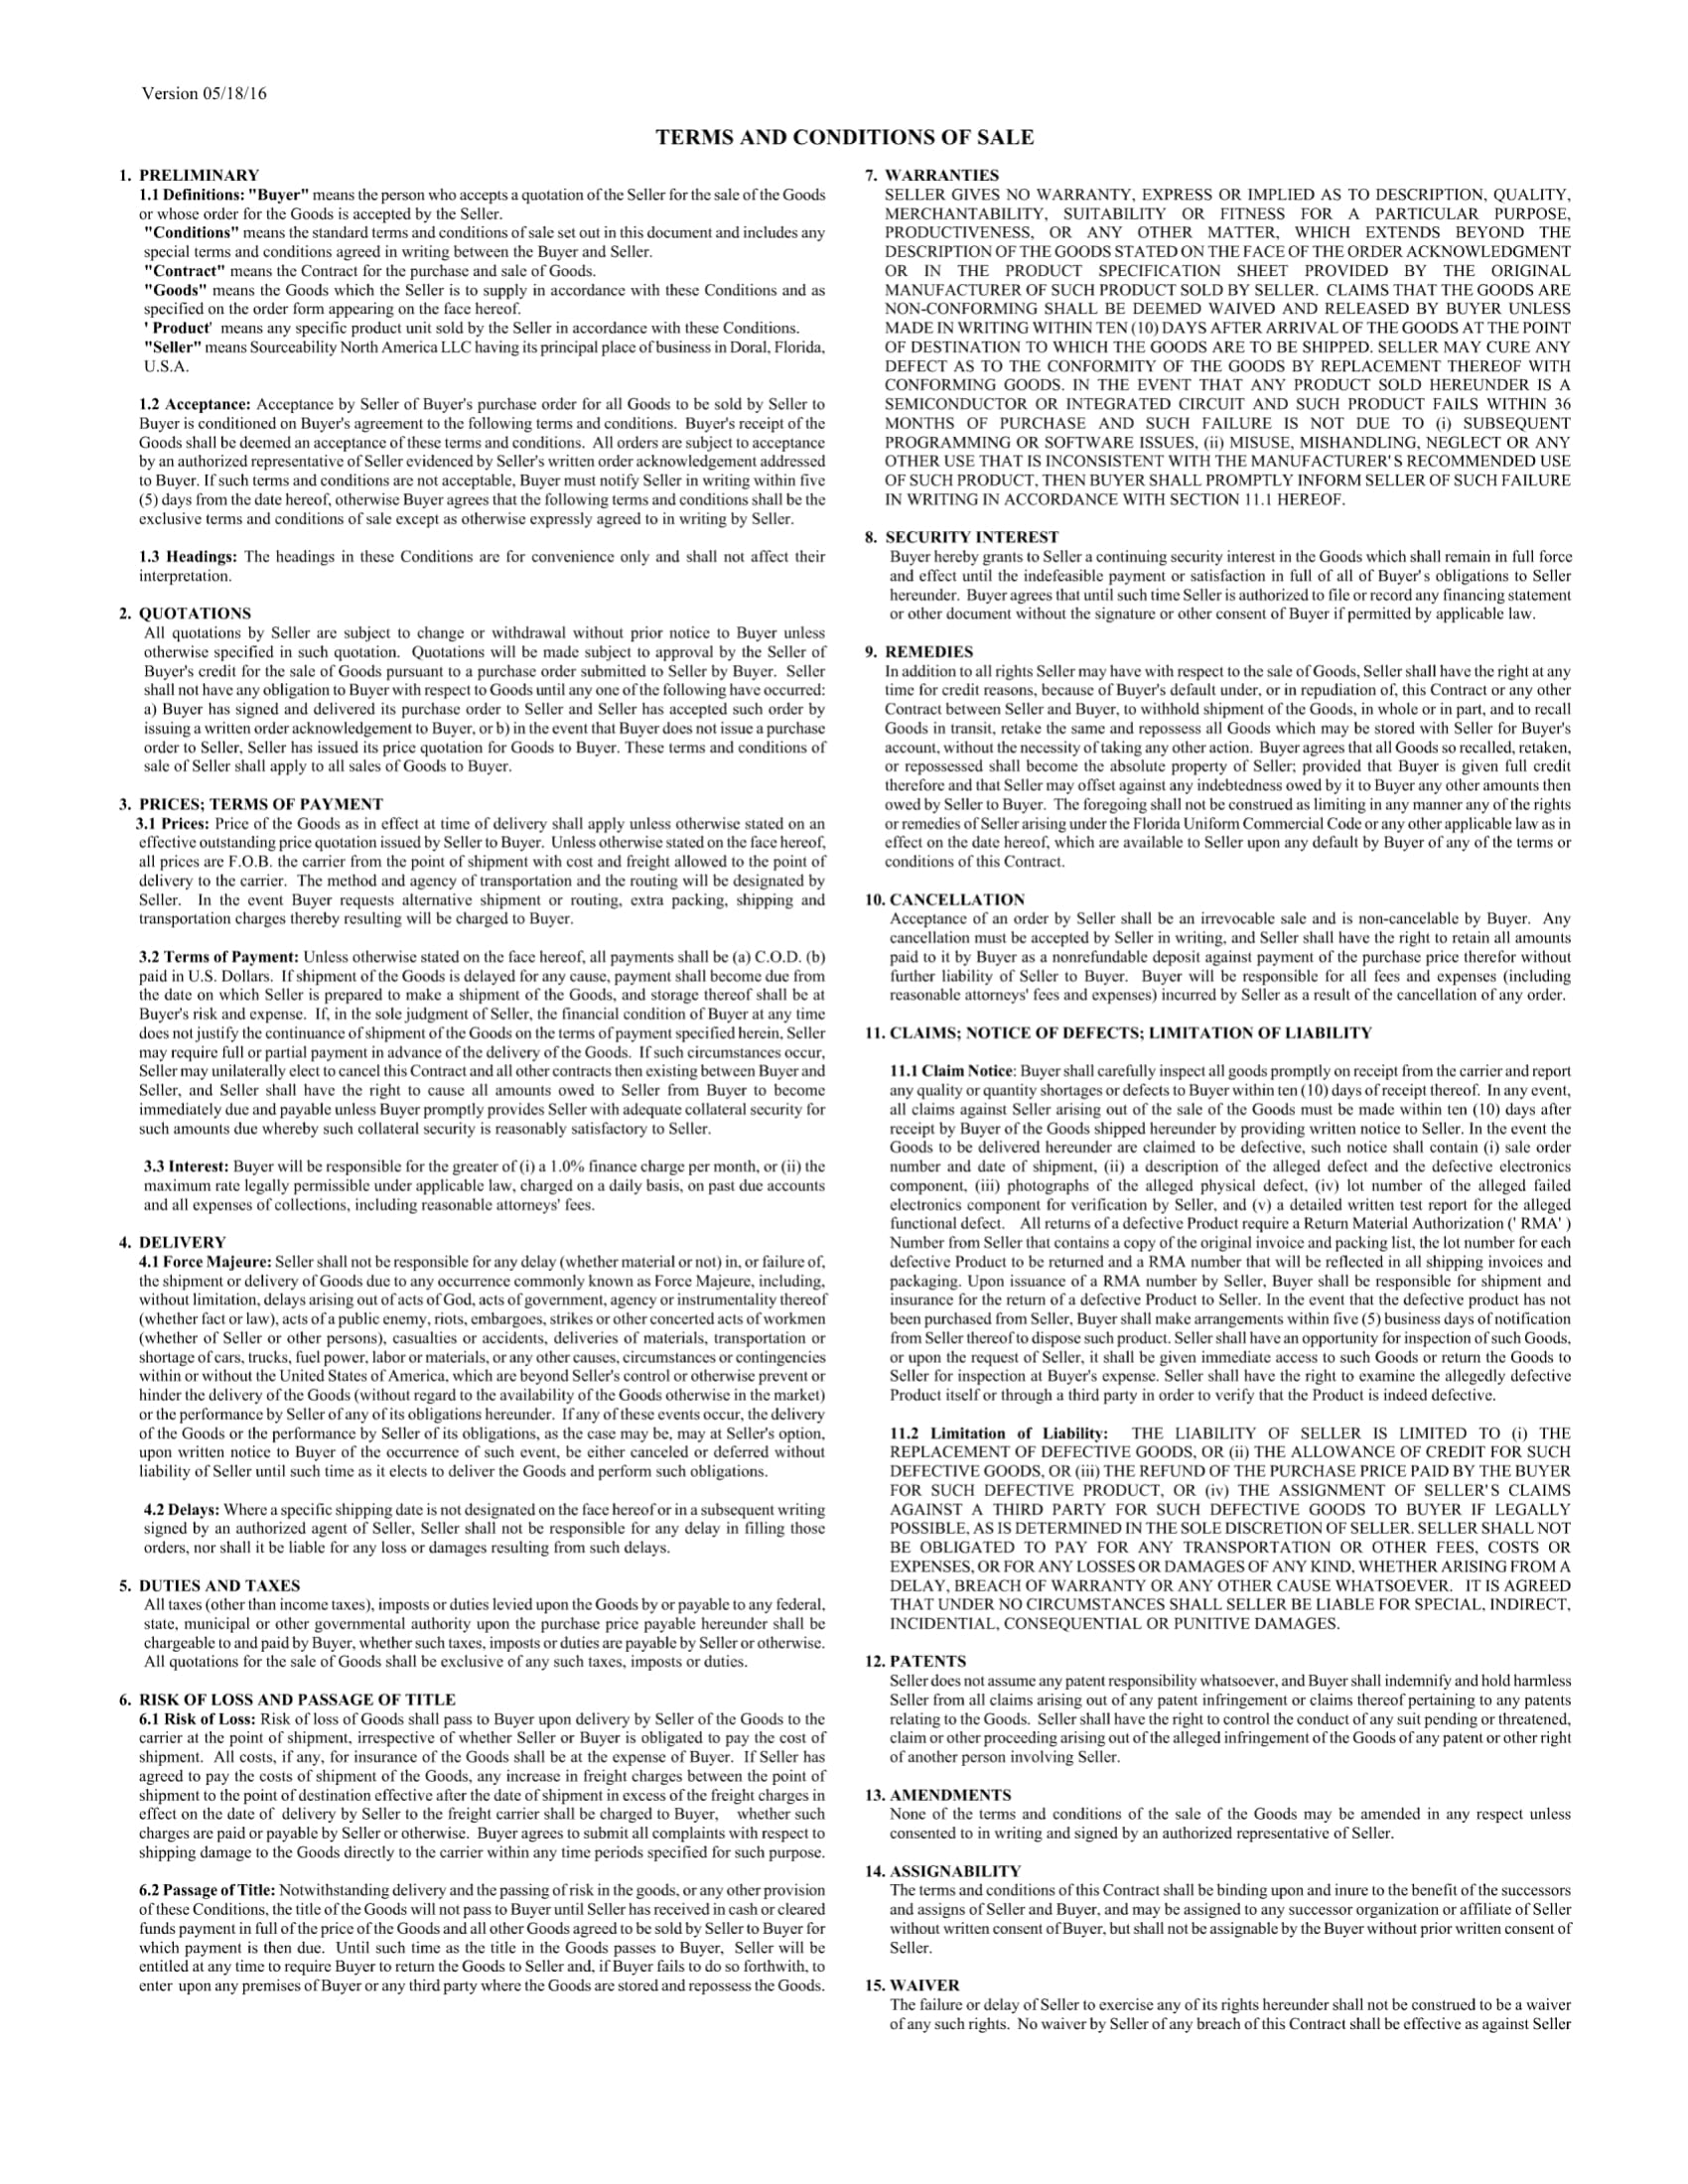 Version 05/18/16
TERMS AND CONDITIONS OF SALE
1. PRELIMINARY
1.1 Definitions: "Buyer" means the person who accepts a quotation of the Seller for the sale of the Goods
or whose order for the Goods is accepted by the Seller.
"Conditions" means the standard terms and conditions of sale set out in this document and includes any
special terms and conditions agreed in writing between the Buyer and Seller.
"Contract" means the Contract for the purchase and sale of Goods.
"Goods" means the Goods which the Seller is to supply in accordance with these Conditions and as
specified on the order form appearing on the face hereof.
' Product' means any specific product unit sold by the Seller in accordance with these Conditions.
"Seller" means Sourceability North America LLC having its principal place of business in Doral, Florida,
U.S.A.
1.2 Acceptance: Acceptance by Seller of Buyer's purchase order for all Goods to be sold by Seller to
Buyer is conditioned on Buyer's agreement to the following terms and conditions. Buyer's receipt of the
Goods shall be deemed an acceptance of these terms and conditions. All orders are subject to acceptance
by an authorized representative of Seller evidenced by Seller's written order acknowledgement addressed
to Buyer. If such terms and conditions are not acceptable, Buyer must notify Seller in writing within five
(5) days from the date hereof, otherwise Buyer agrees that the following terms and conditions shall be the
exclusive terms and conditions of sale except as otherwise expressly agreed to in writing by Seller.
1.3 Headings: The headings in these Conditions are for convenience only and shall not affect their
interpretation.
2. QUOTATIONS
All quotations by Seller are subject to change or withdrawal without prior notice to Buyer unless
otherwise specified in such quotation. Quotations will be made subject to approval by the Seller of
Buyer's credit for the sale of Goods pursuant to a purchase order submitted to Seller by Buyer. Seller
shall not have any obligation to Buyer with respect to Goods until any one of the following have occurred:
a) Buyer has signed and delivered its purchase order to Seller and Seller has accepted such order by
issuing a written order acknowledgement to Buyer, or b) in the event that Buyer does not issue a purchase
order to Seller, Seller has issued its price quotation for Goods to Buyer. These terms and conditions of
sale of Seller shall apply to all sales of Goods to Buyer.
3. PRICES; TERMS OF PAYMENT
3.1 Prices: Price of the Goods as in effect at time of delivery shall apply unless otherwise stated on an
effective outstanding price quotation issued by Seller to Buyer. Unless otherwise stated on the face hereof,
all prices are F.O.B. the carrier from the point of shipment with cost and freight allowed to the point of
delivery to the carrier. The method and agency of transportation and the routing will be designated by
Seller. In the event Buyer requests alternative shipment or routing, extra packing, shipping and
transportation charges thereby resulting will be charged to Buyer.
3.2 Terms of Payment: Unless otherwise stated on the face hereof, all payments shall be (a) C.O.D. (b)
paid in U.S. Dollars. If shipment of the Goods is delayed for any cause, payment shall become due from
the date on which Seller is prepared to make a shipment of the Goods, and storage thereof shall be at
Buyer's risk and expense. If, in the sole judgment of Seller, the financial condition of Buyer at any time
does not justify the continuance of shipment of the Goods on the terms of payment specified herein, Seller
may require full or partial payment in advance of the delivery of the Goods. If such circumstances occur,
Seller may unilaterally elect to cancel this Contract and all other contracts then existing between Buyer and
Seller, and Seller shall have the right to cause all amounts owed to Seller from Buyer to become
immediately due and payable unless Buyer promptly provides Seller with adequate collateral security for
such amounts due whereby such collateral security is reasonably satisfactory to Seller.
3.3 Interest: Buyer will be responsible for the greater of (i) a 1.0% finance charge per month, or (ii) the
maximum rate legally permissible under applicable law, charged on a daily basis, on past due accounts
and all expenses of collections, including reasonable attorneys' fees.
4. DELIVERY
4.1 Force Majeure: Seller shall not be responsible for any delay (whether material or not) in, or failure of,
the shipment or delivery of Goods due to any occurrence commonly known as Force Majeure, including,
without limitation, delays arising out of acts of God, acts of government, agency or instrumentality thereof
(whether fact or law), acts of a public enemy, riots, embargoes, strikes or other concerted acts of workmen
(whether of Seller or other persons), casualties or accidents, deliveries of materials, transportation or
shortage of cars, trucks, fuel power, labor or materials, or any other causes, circumstances or contingencies
within or without the United States of America, which are beyond Seller's control or otherwise prevent or
hinder the delivery of the Goods (without regard to the availability of the Goods otherwise in the market)
or the performance by Seller of any of its obligations hereunder. If any of these events occur, the delivery
of the Goods or the performance by Seller of its obligations, as the case may be, may at Seller's option,
upon written notice to Buyer of the occurrence of such event, be either canceled or deferred without
liability of Seller until such time as it elects to deliver the Goods and perform such obligations.
4.2 Delays: Where a specific shipping date is not designated on the face hereof or in a subsequent writing
signed by an authorized agent of Seller, Seller shall not be responsible for any delay in filling those
orders, nor shall it be liable for any loss or damages resulting from such delays.
5. DUTIES AND TAXES
All taxes (other than income taxes), imposts or duties levied upon the Goods by or payable to any federal,
state, municipal or other governmental authority upon the purchase price payable hereunder shall be
chargeable to and paid by Buyer, whether such taxes, imposts or duties are payable by Seller or otherwise.
All quotations for the sale of Goods shall be exclusive of any such taxes, imposts or duties.
6. RISK OF LOSS AND PASSAGE OF TITLE
6.1 Risk of Loss: Risk of loss of Goods shall pass to Buyer upon delivery by Seller of the Goods to the
carrier at the point of shipment, irrespective of whether Seller or Buyer is obligated to pay the cost of
shipment. All costs, if any, for insurance of the Goods shall be at the expense of Buyer. If Seller has
agreed to pay the costs of shipment of the Goods, any increase in freight charges between the point of
shipment to the point of destination effective after the date of shipment in excess of the freight charges in
effect on the date of delivery by Seller to the freight carrier shall be charged to Buyer, whether such
charges are paid or payable by Seller or otherwise. Buyer agrees to submit all complaints with respect to
shipping damage to the Goods directly to the carrier within any time periods specified for such purpose.
6.2 Passage of Title: Notwithstanding delivery and the passing of risk in the goods, or any other provision
of these Conditions, the title of the Goods will not pass to Buyer until Seller has received in cash or cleared
funds payment in full of the price of the Goods and all other Goods agreed to be sold by Seller to Buyer for
which payment is then due. Until such time as the title in the Goods passes to Buyer, Seller will be
entitled at any time to require Buyer to return the Goods to Seller and, if Buyer fails to do so forthwith, to
enter upon any premises of Buyer or any third party where the Goods are stored and repossess the Goods.
7. WARRANTIES
SELLER GIVES NO WARRANTY, EXPRESS OR IMPLIED AS TO DESCRIPTION, QUALITY,
MERCHANTABILITY, SUITABILITY OR FITNESS FOR A PARTICULAR PURPOSE,
PRODUCTIVENESS, OR ANY OTHER MATTER, WHICH EXTENDS BEYOND THE
DESCRIPTION OF THE GOODS STATED ON THE FACE OF THE ORDER ACKNOWLEDGMENT
OR IN THE PRODUCT SPECIFICATION SHEET PROVIDED BY THE ORIGINAL
MANUFACTURER OF SUCH PRODUCT SOLD BY SELLER. CLAIMS THAT THE GOODS ARE
NON-CONFORMING SHALL BE DEEMED WAIVED AND RELEASED BY BUYER UNLESS
MADE IN WRITING WITHIN TEN (10) DAYS AFTER ARRIVAL OF THE GOODS AT THE POINT
OF DESTINATION TO WHICH THE GOODS ARE TO BE SHIPPED. SELLER MAY CURE ANY
DEFECT AS TO THE CONFORMITY OF THE GOODS BY REPLACEMENT THEREOF WITH
CONFORMING GOODS. IN THE EVENT THAT ANY PRODUCT SOLD HEREUNDER IS A
SEMICONDUCTOR OR INTEGRATED CIRCUIT AND SUCH PRODUCT FAILS WITHIN 36
MONTHS OF PURCHASE AND SUCH FAILURE IS NOT DUE TO (i) SUBSEQUENT
PROGRAMMING OR SOFTWARE ISSUES, (ii) MISUSE, MISHANDLING, NEGLECT OR ANY
OTHER USE THAT IS INCONSISTENT WITH THE MANUFACTURER'S RECOMMENDED USE
OF SUCH PRODUCT, THEN BUYER SHALL PROMPTLY INFORM SELLER OF SUCH FAILURE
IN WRITING IN ACCORDANCE WITH SECTION 11.1 HEREOF.
8. SECURITY INTEREST
Buyer hereby grants to Seller a continuing security interest in the Goods which shall remain in full force
and effect until the indefeasible payment or satisfaction in full of all of Buyer's obligations to Seller
hereunder. Buyer agrees that until such time Seller is authorized to file or record any financing statement
or other document without the signature or other consent of Buyer if permitted by applicable law.
9. REMEDIES
In addition to all rights Seller may have with respect to the sale of Goods, Seller shall have the right at any
time for credit reasons, because of Buyer's default under, or in repudiation of, this Contract or any other
Contract between Seller and Buyer, to withhold shipment of the Goods, in whole or in part, and to recall
Goods in transit, retake the same and repossess all Goods which may be stored with Seller for Buyer's
account, without the necessity of taking any other action. Buyer agrees that all Goods so recalled, retaken,
or repossessed shall become the absolute property of Seller; provided that Buyer is given full credit
therefore and that Seller may offset against any indebtedness owed by it to Buyer any other amounts then
owed by Seller to Buyer. The foregoing shall not be construed as limiting in any manner any of the rights
or remedies of Seller arising under the Florida Uniform Commercial Code or any other applicable law as in
effect on the date hereof, which are available to Seller upon any default by Buyer of any of the terms or
conditions of this Contract.
10. CANCELLATION
Acceptance of an order by Seller shall be an irrevocable sale and is non-cancelable by Buyer. Any
cancellation must be accepted by Seller in writing, and Seller shall have the right to retain all amounts
paid to it by Buyer as a nonrefundable deposit against payment of the purchase price therefor without
further liability of Seller to Buyer. Buyer will be responsible for all fees and expenses (including
reasonable attorneys' fees and expenses) incurred by Seller as a result of the cancellation of any order.
11. CLAIMS; NOTICE OF DEFECTS; LIMITATION OF LIABILITY
11.1 Claim Notice: Buyer shall carefully inspect all goods promptly on receipt from the carrier and report
any quality or quantity shortages or defects to Buyer within ten (10) days of receipt thereof. In any event,
all claims against Seller arising out of the sale of the Goods must be made within ten (10) days after
receipt by Buyer of the Goods shipped hereunder by providing written notice to Seller. In the event the
Goods to be delivered hereunder are claimed to be defective, such notice shall contain (i) sale order
number and date of shipment, (ii) a description of the alleged defect and the defective electronics
component, (iii) photographs of the alleged physical defect, (iv) lot number of the alleged failed
electronics component for verification by Seller, and (v) a detailed written test report for the alleged
functional defect. All returns of a defective Product require a Return Material Authorization (' RMA' )
Number from Seller that contains a copy of the original invoice and packing list, the lot number for each
defective Product to be returned and a RMA number that will be reflected in all shipping invoices and
packaging. Upon issuance of a RMA number by Seller, Buyer shall be responsible for shipment and
insurance for the return of a defective Product to Seller. In the event that the defective product has not
been purchased from Seller, Buyer shall make arrangements within five (5) business days of notification
from Seller thereof to dispose such product. Seller shall have an opportunity for inspection of such Goods,
or upon the request of Seller, it shall be given immediate access to such Goods or return the Goods to
Seller for inspection at Buyer's expense. Seller shall have the right to examine the allegedly defective
Product itself or through a third party in order to verify that the Product is indeed defective.
11.2 Limitation of Liability: THE LIABILITY OF SELLER IS LIMITED TO (i) THE
REPLACEMENT OF DEFECTIVE GOODS, OR (ii) THE ALLOWANCE OF CREDIT FOR SUCH
DEFECTIVE GOODS, OR (iii) THE REFUND OF THE PURCHASE PRICE PAID BY THE BUYER
FOR SUCH DEFECTIVE PRODUCT, OR (iv) THE ASSIGNMENT OF SELLER'S CLAIMS
AGAINST A THIRD PARTY FOR SUCH DEFECTIVE GOODS TO BUYER IF LEGALLY
POSSIBLE, AS IS DETERMINED IN THE SOLE DISCRETION OF SELLER. SELLER SHALL NOT
BE OBLIGATED TO PAY FOR ANY TRANSPORTATION OR OTHER FEES, COSTS OR
EXPENSES, OR FOR ANY LOSSES OR DAMAGES OF ANY KIND, WHETHER ARISING FROM A
DELAY, BREACH OF WARRANTY OR ANY OTHER CAUSE WHATSOEVER. IT IS AGREED
THAT UNDER NO CIRCUMSTANCES SHALL SELLER BE LIABLE FOR SPECIAL, INDIRECT,
INCIDENTIAL, CONSEQUENTIAL OR PUNITIVE DAMAGES.
12. PATENTS
Seller does not assume any patent responsibility whatsoever, and Buyer shall indemnify and hold harmless
Seller from all claims arising out of any patent infringement or claims thereof pertaining to any patents
relating to the Goods. Seller shall have the right to control the conduct of any suit pending or threatened,
claim or other proceeding arising out of the alleged infringement of the Goods of any patent or other right
of another person involving Seller.
13. AMENDMENTS
None of the terms and conditions of the sale of the Goods may be amended in any respect unless
consented to in writing and signed by an authorized representative of Seller.
14. ASSIGNABILITY
The terms and conditions of this Contract shall be binding upon and inure to the benefit of the successors
and assigns of Seller and Buyer, and may be assigned to any successor organization or affiliate of Seller
without written consent of Buyer, but shall not be assignable by the Buyer without prior written consent of
Seller.
15. WAIVER
The failure or delay of Seller to exercise any of its rights hereunder shall not be construed to be a waiver
of any such rights. No waiver by Seller of any breach of this Contract shall be effective as against Seller